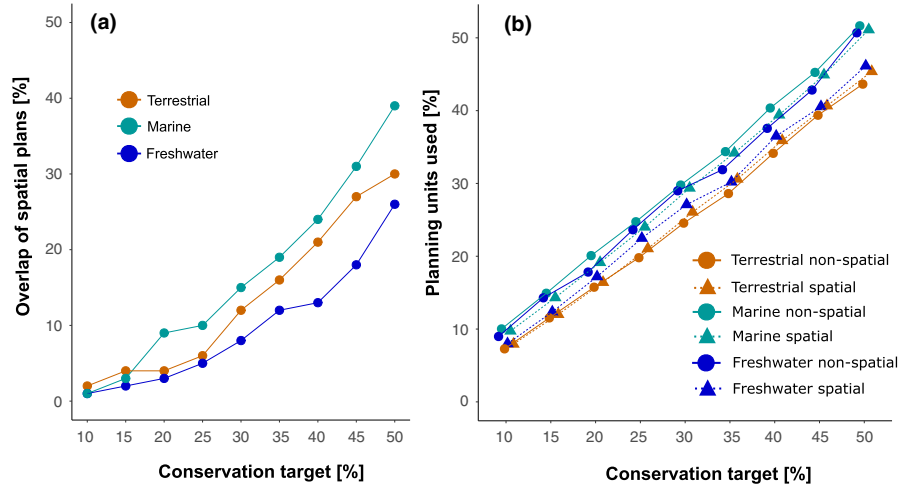 (a)
Overlap of spatial plans [%]
50
40
30
20
10
0
Terrestrial
Marine
Freshwater
10 15 20 25 30 35 40 45 50
Conservation target [%]
(b)
Planning units used [%]
50
40
30
20
10
0
Terrestrial non-spatial
Terrestrial spatial
Marine non-spatial
Marine spatial
Freshwater non-spatial
Freshwater spatial
10 15 20 25 30 35 40 45 50
Conservation target [%]